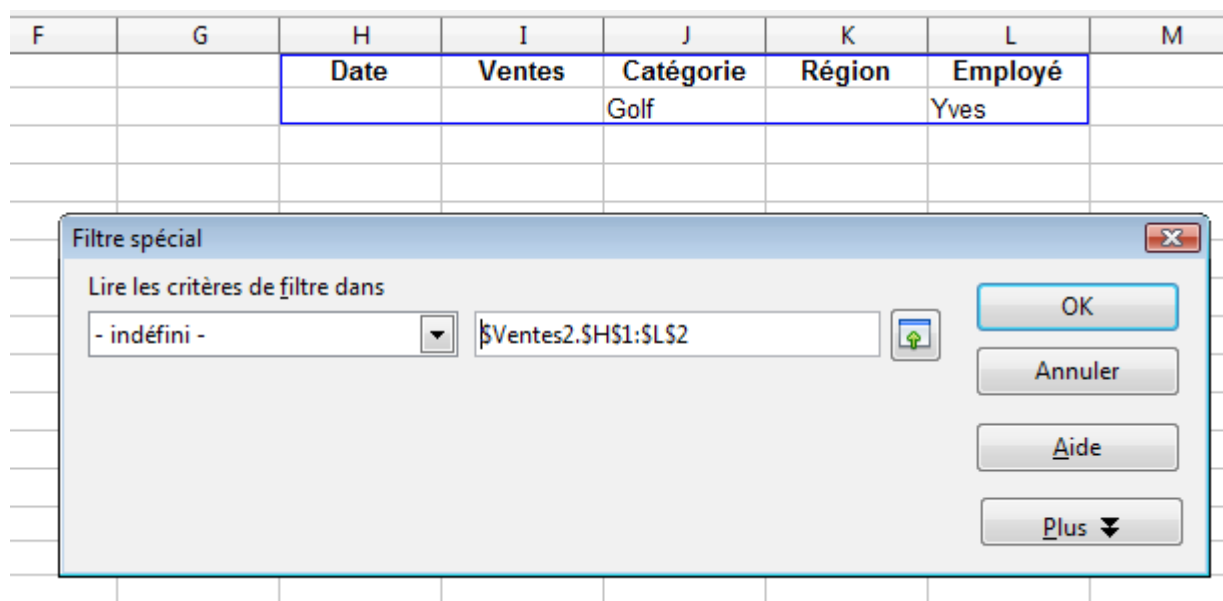 F G H I J K L M
Date Ventes Catégorie Région Employé
Golf Yves
Filtre spécial
Lire les critères de filtre dans
- indéfini - $Ventes2.$H$1:$L$2
OK
Annuler
Aide
Plus